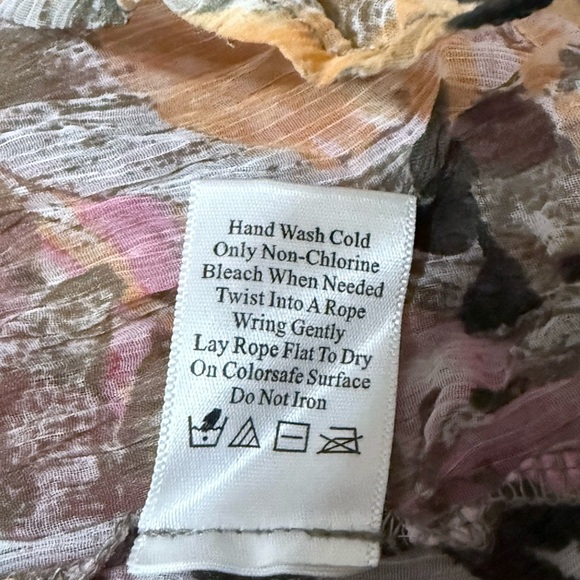 Hand Wash Cold
Only Non-Chlorine
Bleach When Needed
Twist Into A Rope
Wring Gently
Lay Rope Flat To Dry
On Colorsafe Surface
Do Not Iron